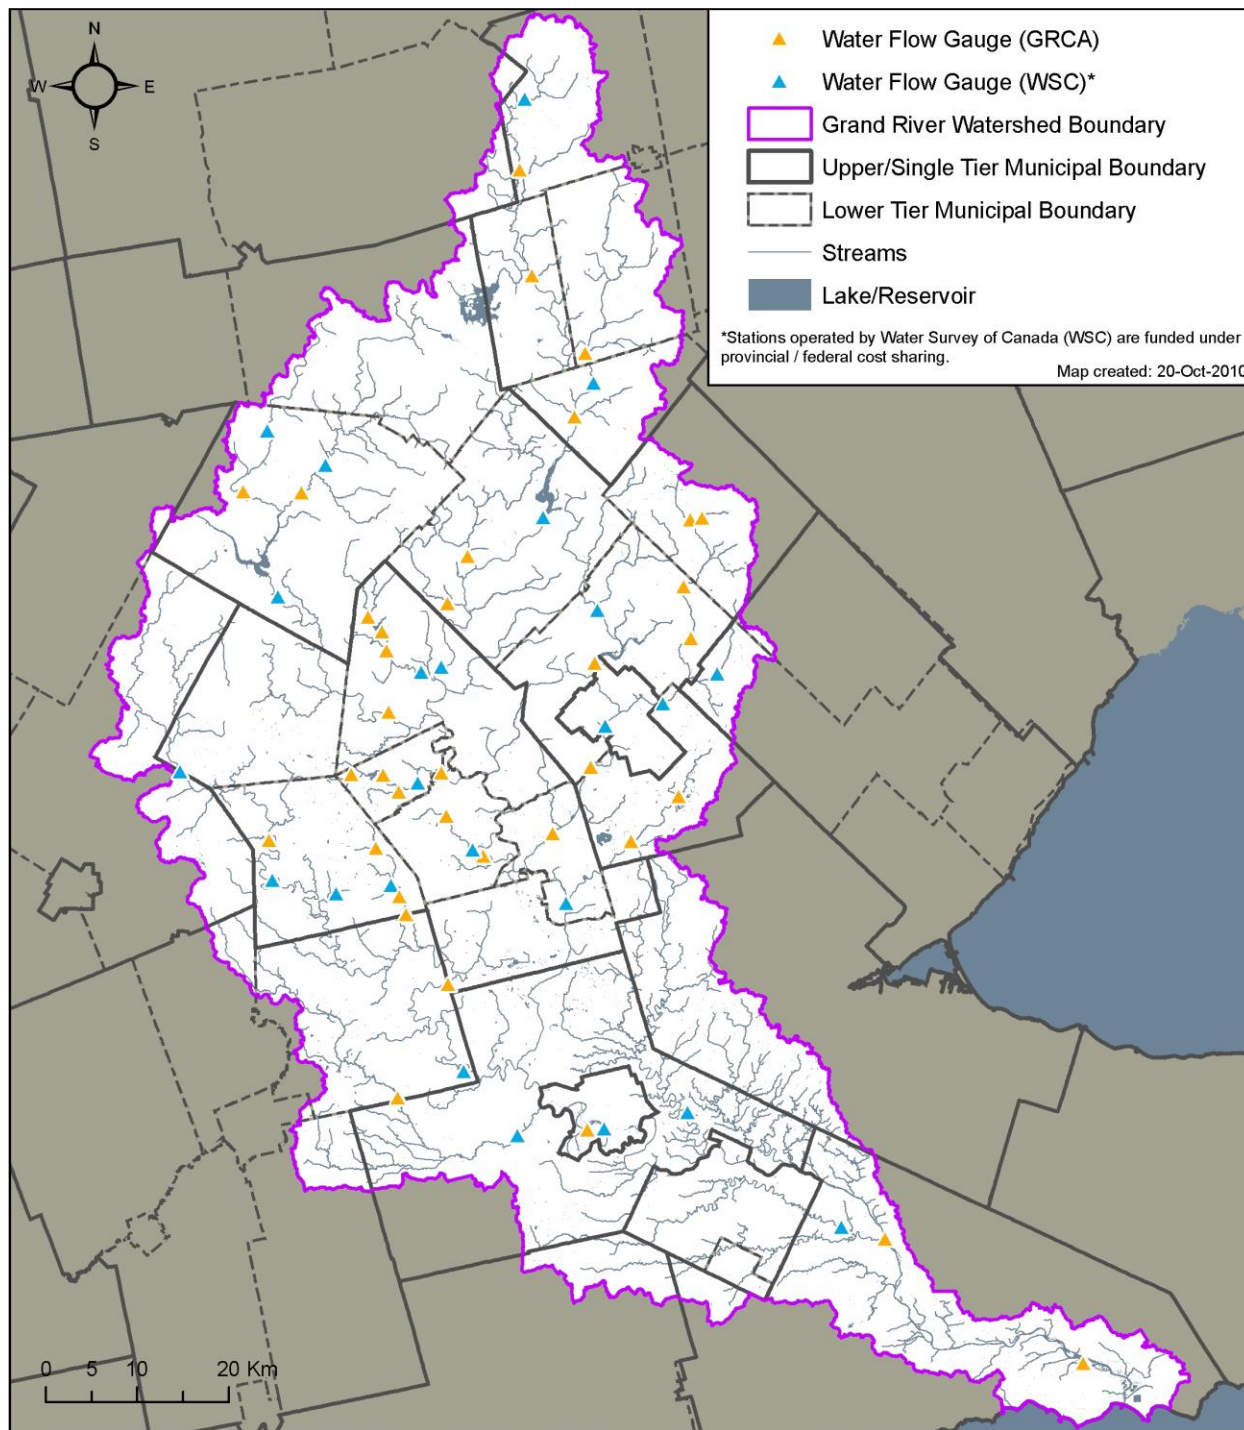 N
W E
S
Water Flow Gauge (GRCA)
Water Flow Gauge (WSC)*
Grand River Watershed Boundary
Upper/Single Tier Municipal Boundary
Lower Tier Municipal Boundary
Streams
Lake/Reservoir
*Stations operated by Water Survey of Canada (WSC) are funded under
provincial / federal cost sharing.
Map created: 20-Oct-2010
0 5 10 20 Km